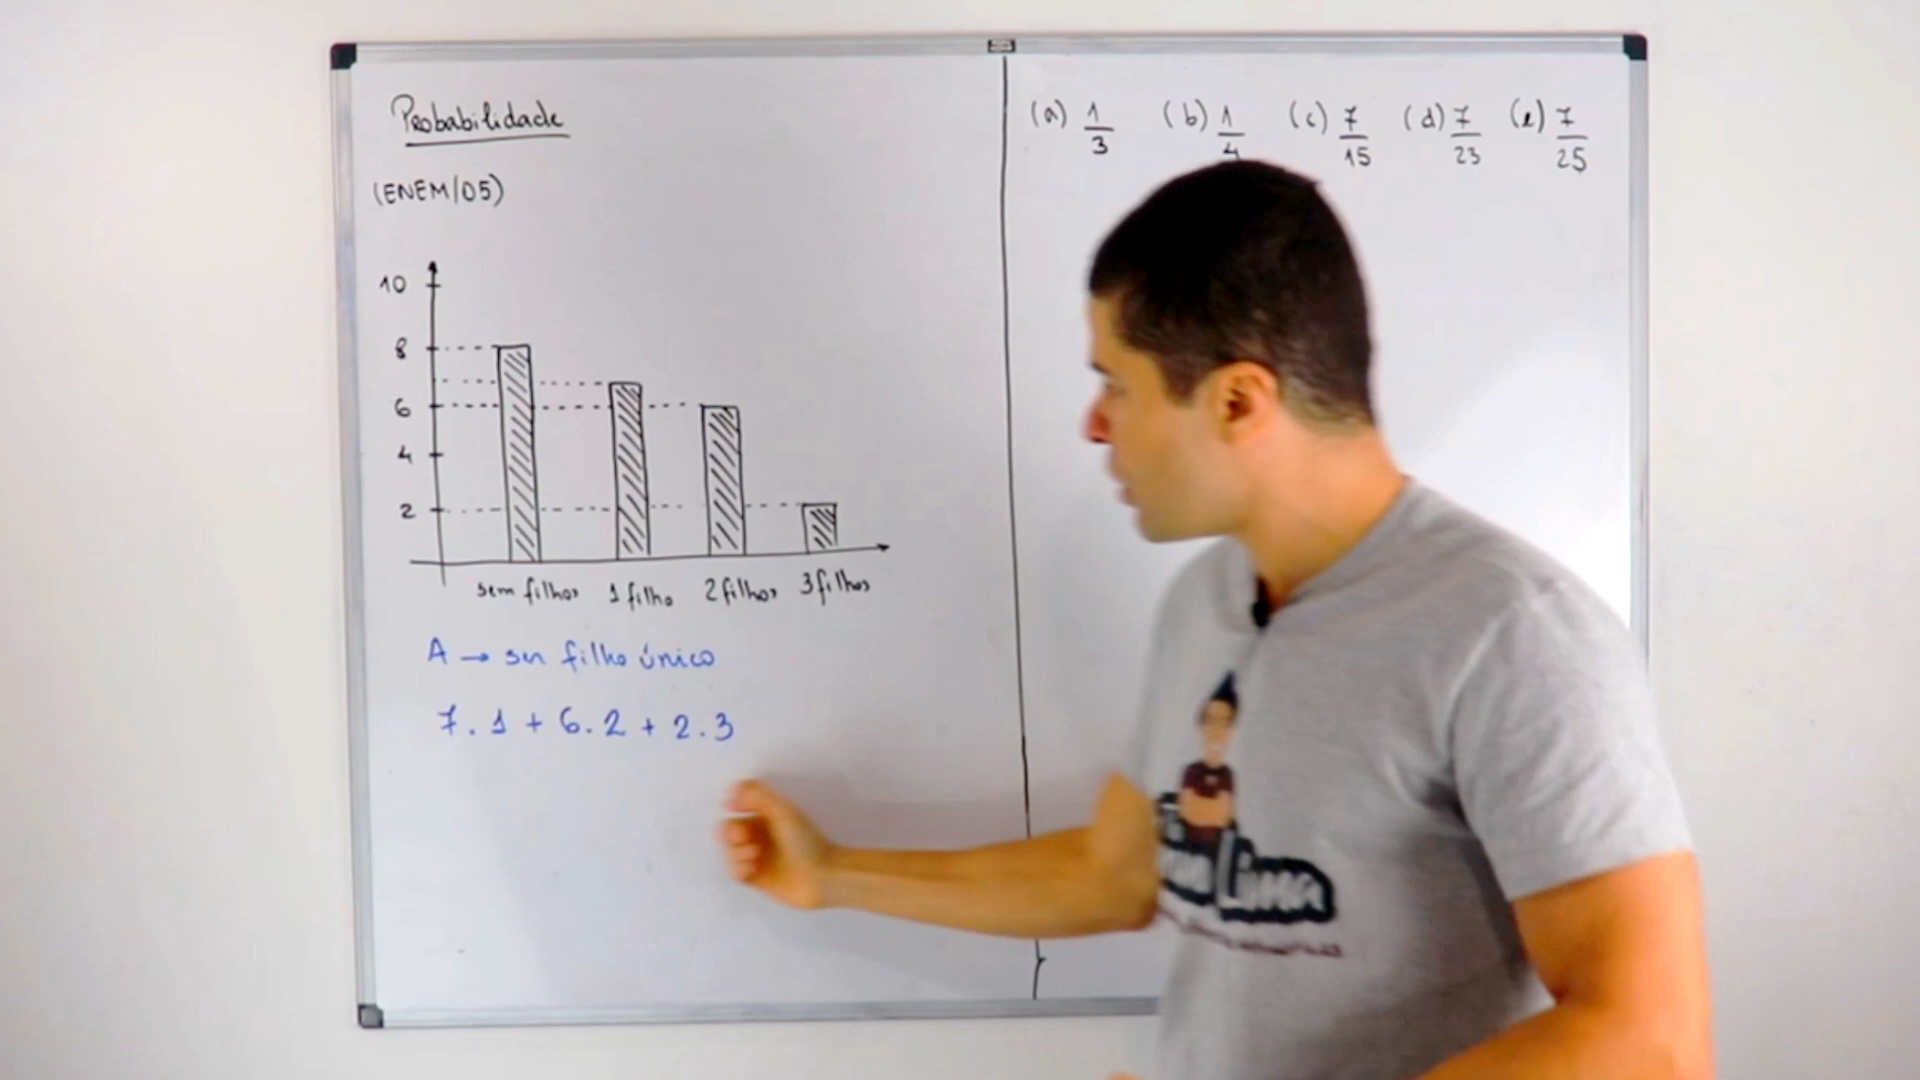 Probabilidade
(ENEM/05)
10
8
6
4
2
sem filhos 1 filho 2 filhos 3 filhos
A → ser filho único
7.1 + 6.2 + 2.3
(a) 1/3 (b) 1/4 (c) 7/15 (d) 7/23 (e) 7/25
Lima